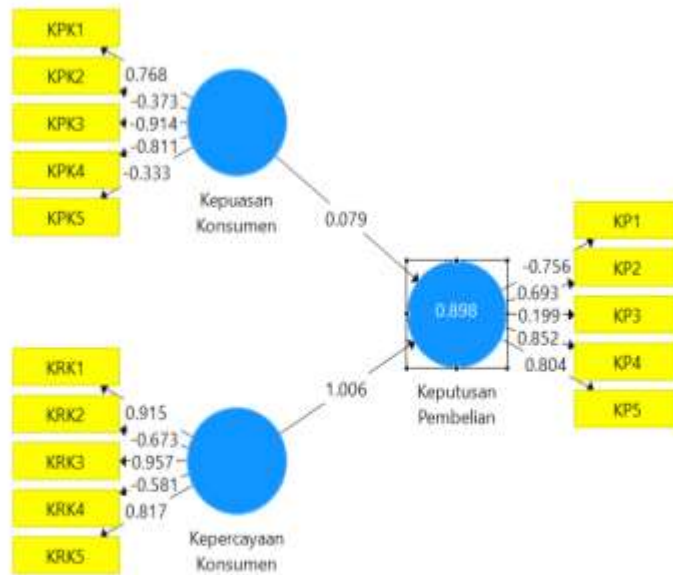 KPK1
KPK2
KPK3
KPK4
KPK5
0.768
-0.373
-0.914
-0.811
-0.333
Kepuasan
Konsumen
0.079
KRK1
KRK2
KRK3
KRK4
KRK5
0.915
-0.673
0.957
-0.581
0.817
Kepercayaan
Konsumen
1.006
0.898
Keputusan
Pembelian
-0.756
0.693
0.199
0.852
0.804
KP1
KP2
KP3
KP4
KP5